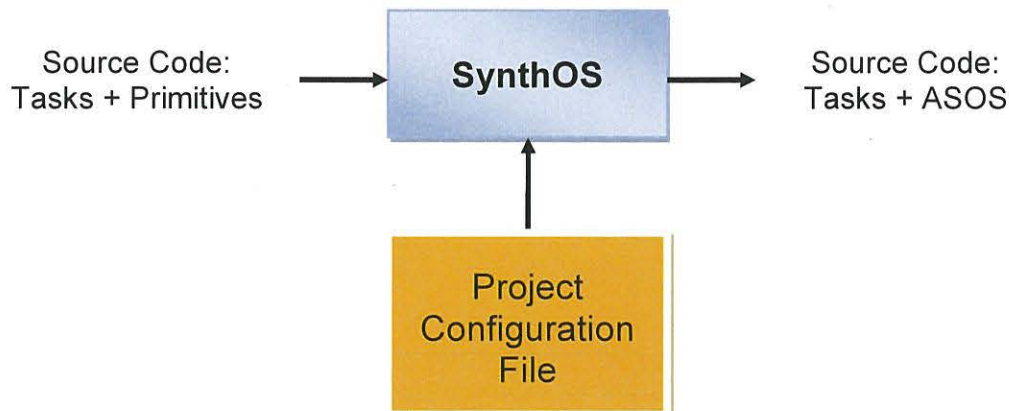 Source Code:
Tasks + Primitives
SynthOS
Source Code:
Tasks + ASOS
Project
Configuration
File